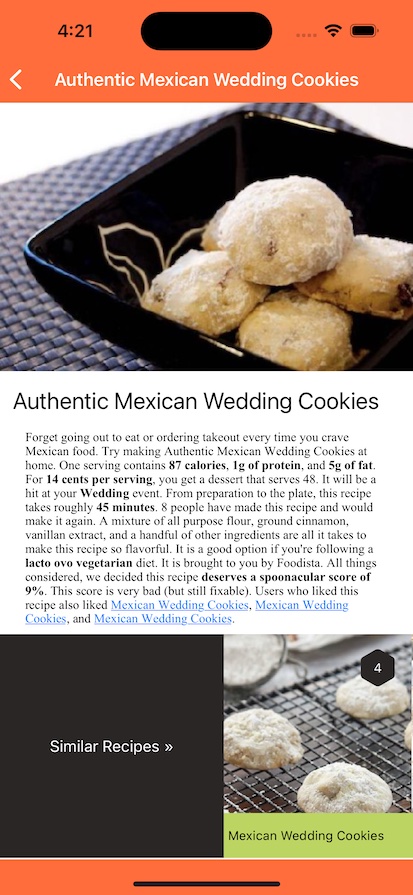 4:21
Authentic Mexican Wedding Cookies
Authentic Mexican Wedding Cookies
Forget going out to eat or ordering takeout every time you crave
Mexican food. Try making Authentic Mexican Wedding Cookies at
home. One serving contains 87 calories, 1g of protein, and 5g of fat.
For 14 cents per serving, you get a dessert that serves 48. It will be a
hit at your Wedding event. From preparation to the plate, this recipe
takes roughly 45 minutes. 8 people have made this recipe and would
make it again. A mixture of all purpose flour, ground cinnamon,
vanillan extract, and a handful of other ingredients are all it takes to
make this recipe so flavorful. It is a good option if you're following a
lacto ovo vegetarian diet. It is brought to you by Foodista. All things
considered, we decided this recipe deserves a spoonacular score of
9%. This score is very bad (but still fixable). Users who liked this
recipe also liked Mexican Wedding Cookies, Mexican Wedding
Cookies, and Mexican Wedding Cookies.
4
Similar Recipes »
Mexican Wedding Cookies